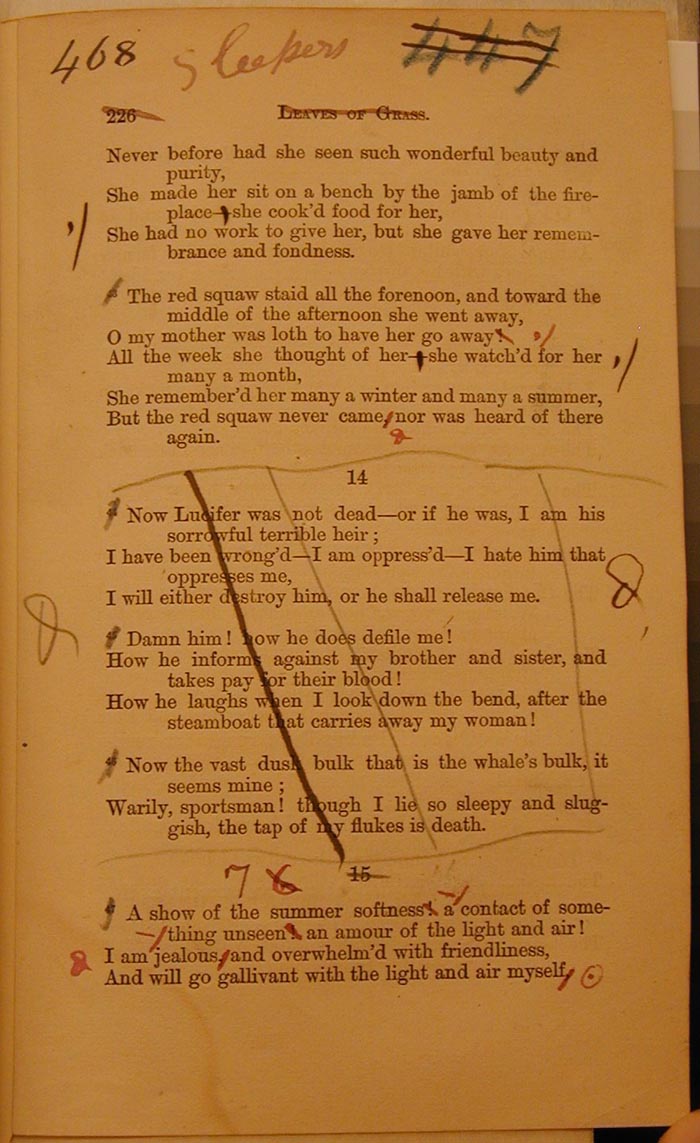 468 Sleepers 447
226 LEAVES OF GRASS.
Never before had she seen such wonderful beauty and
purity,
She made her sit on a bench by the jamb of the fire-
place—she cook'd food for her,
She had no work to give her, but she gave her remem-
brance and fondness.
The red squaw staid all the forenoon, and toward the
middle of the afternoon she went away,
O my mother was loth to have her go away!
All the week she thought of her—she watch'd for her
many a month,
She remember'd her many a winter and many a summer,
But the red squaw never came, nor was heard of there
again.
14
Now Lucifer was not dead—or if he was, I am his
sorrowful terrible heir;
I have been wrong'd—I am oppress'd—I hate him that
oppresses me,
I will either destroy him, or he shall release me.
Damn him! how he does defile me!
How he informs against my brother and sister, and
takes pay for their blood!
How he laughs when I look down the bend, after the
steamboat that carries away my woman!
Now the vast dusk bulk that is the whale's bulk, it
seems mine;
Warily, sportsman! though I lie so sleepy and slug-
gish, the tap of my flukes is death.
7 6 15
A show of the summer softness! a contact of some-
thing unseen! an amour of the light and air!
I am jealous, and overwhelm'd with friendliness,
And will go gallivant with the light and air myself,